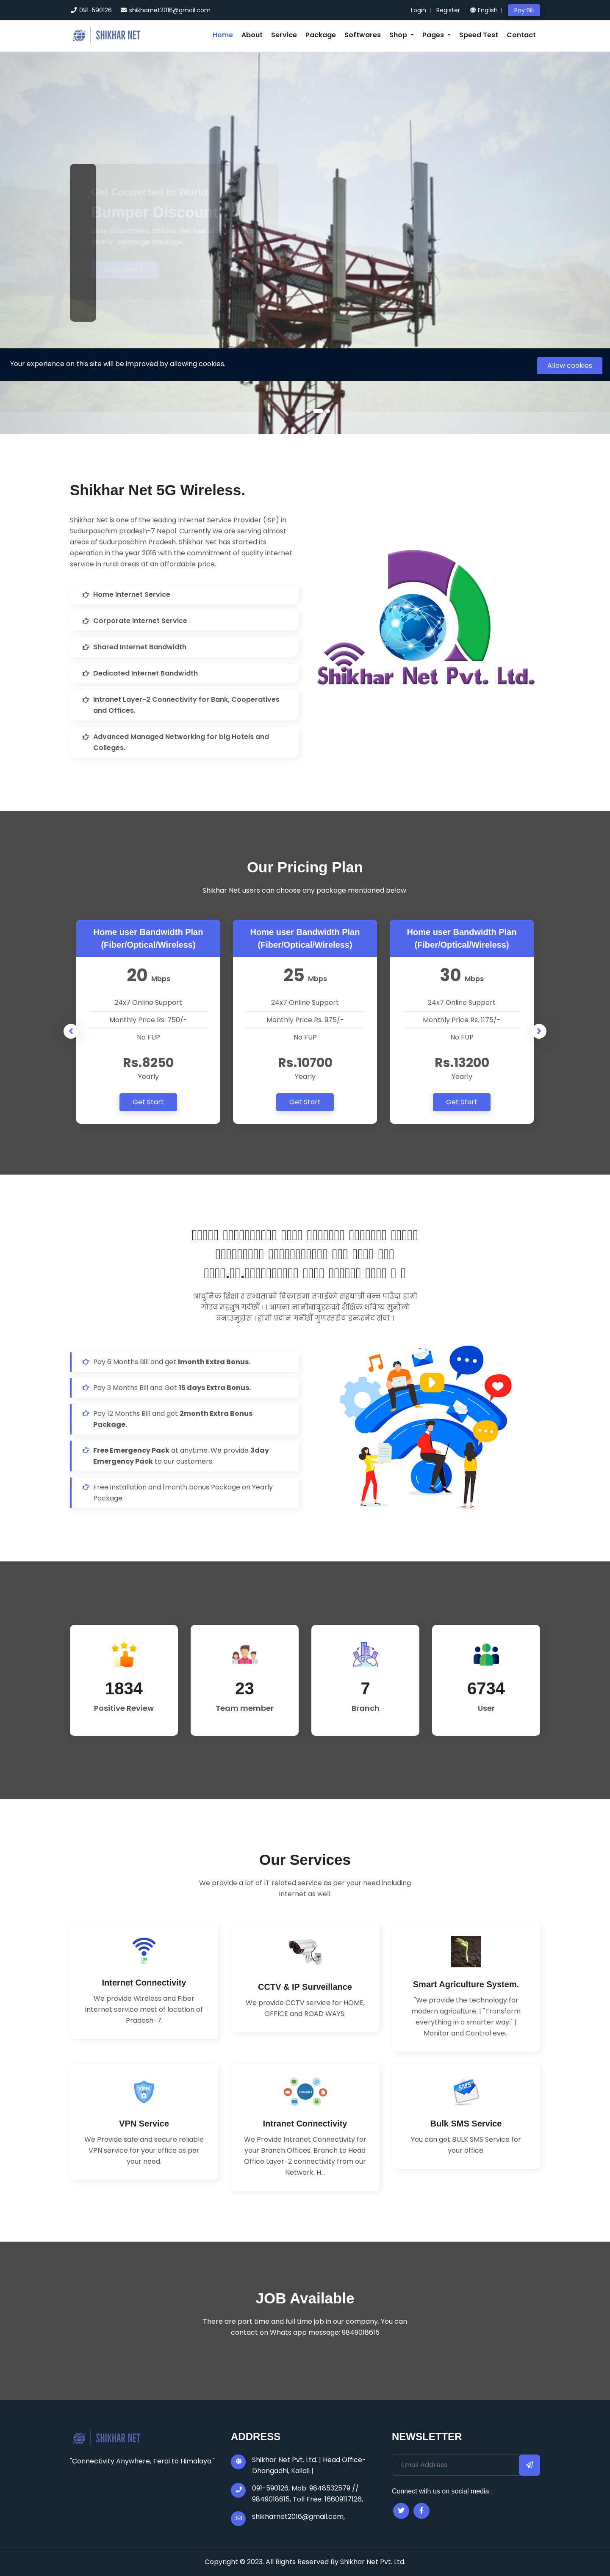 091-590126 shikharnet2016@gmail.com
Login | Register | English | Pay Bill
SHIKHAR NET
Home About Service Package Softwares Shop Pages Speed Test Contact
Get Connected to World.
Bumper Discount
Your experience on this site will be improved by allowing cookies.
Allow cookies
Shikhar Net 5G Wireless.
Shikhar Net is one of the leading Internet Service Provider (ISP) in
Sudurpaschim pradesh-7 Nepal. Currently we are serving almost
areas of Sudurpaschim Pradesh. Shikhar Net has started its
operation in the year 2016 with the commitment of quality internet
service in rural areas at an affordable price.
Home Internet Service
Corporate Internet Service
Shared Internet Bandwidth
Dedicated Internet Bandwidth
Intranet Layer-2 Connectivity for Bank, Cooperatives
and Offices.
Advanced Managed Networking for big Hotels and
Colleges.
Shikhar Net Pvt. Ltd.
Our Pricing Plan
Shikhar Net users can choose any package mentioned below:
Home user Bandwidth Plan
(Fiber/Optical/Wireless)
20 Mbps
24x7 Online Support
Monthly Price Rs. 750/-
No FUP
Rs.8250
Yearly
Get Start
Home user Bandwidth Plan
(Fiber/Optical/Wireless)
25 Mbps
24x7 Online Support
Monthly Price Rs. 975/-
No FUP
Rs.10700
Yearly
Get Start
Home user Bandwidth Plan
(Fiber/Optical/Wireless)
30 Mbps
24x7 Online Support
Monthly Price Rs. 1175/-
No FUP
Rs.13200
Yearly
Get Start
आधुनिक शिक्षा र सभ्यताको विकासमा तपाईको सहयात्री बन्न पाउँदा हामी
गौरव महशुष गर्दछौँ । । आफ्ना नानीबाबुहरुको शैक्षिक भविष्य सुनौलो
बनाउनुहोस । हामी प्रदान गर्नेछौँ गुणस्तरीय इन्टरनेट सेवा ।
Pay 6 Months Bill and get 1month Extra Bonus.
Pay 3 Months Bill and Get 15 days Extra Bonus.
Pay 12 Months Bill and get 2month Extra Bonus
Package.
Free Emergency Pack at anytime. We provide 3day
Emergency Pack to our customers.
Free installation and 1month bonus Package on Yearly
Package.
1834
Positive Review
23
Team member
7
Branch
6734
User
Our Services
We provide a lot of IT related service as per your need including
Internet as well.
Internet Connectivity
We provide Wireless and Fiber
internet service most of location of
Pradesh-7.
CCTV & IP Surveillance
We provide CCTV service for HOME,
OFFICE and ROAD WAYS.
Smart Agriculture System.
"We provide the technology for
modern agriculture. | "Transform
everything in a smarter way." |
Monitor and Control eve...
VPN
VPN Service
We Provide safe and secure reliable
VPN service for your office as per
your need.
INTRANET
Intranet Connectivity
We Provide Intranet Connectivity for
your Branch Offices. Branch to Head
Office Layer-2 connectivity from our
Network. H...
SMS
Bulk SMS Service
You can get BULK SMS Service for
your office.
JOB Available
There are part time and full time job in our company. You can
contact on Whats app message: 9849018615
SHIKHAR NET
"Connectivity Anywhere, Terai to Himalaya."
ADDRESS
Shikhar Net Pvt. Ltd. | Head Office-
Dhangadhi, Kailali |
091-590126, Mob: 9848532579 //
9849018615, Toll Free: 16609117126,
shikharnet2016@gmail.com,
NEWSLETTER
Email Address
Connect with us on social media :
Copyright © 2023. All Rights Reserved By Shikhar Net Pvt. Ltd.